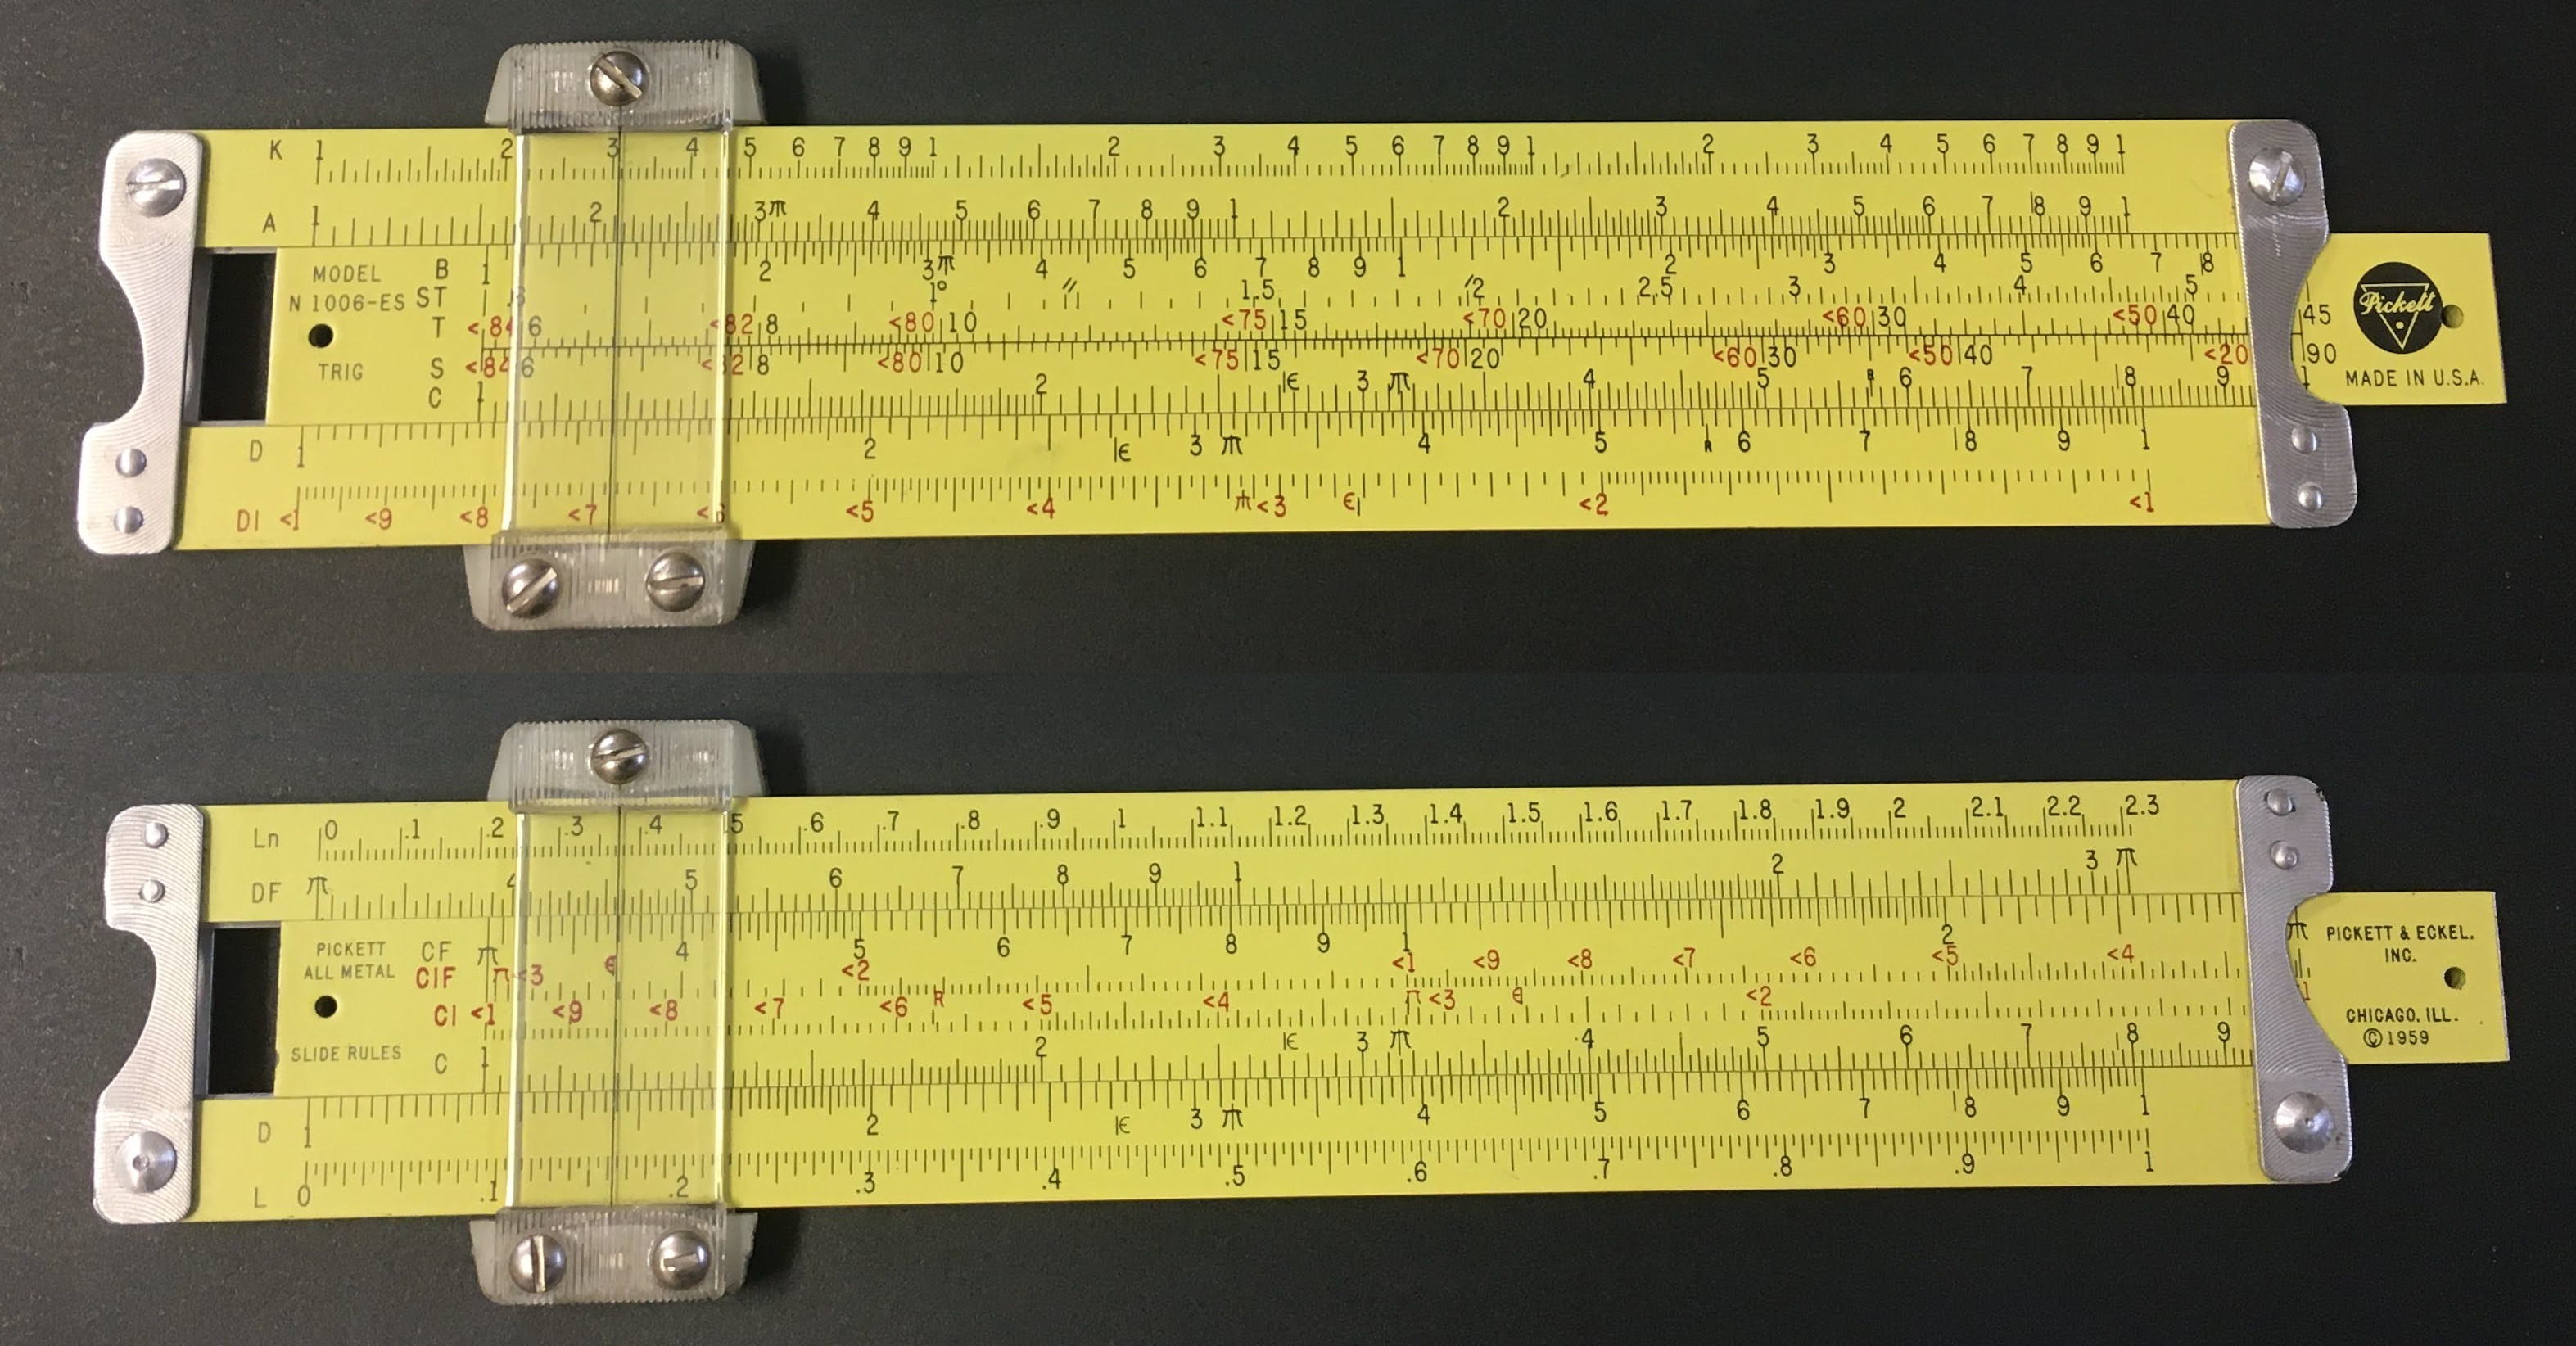 K 1 2 3 4 5 6 7 8 9 1 2 3 4 5 6 7 8 9 1 2 3 4 5 6 7 8 9 1
A 1 2 3 π 4 5 6 7 8 9 1 2 3 4 5 6 7 8 9 1
MODEL
N 1006-ES
TRIG
B 1 2 3 π 4 5 6 7 8 9 1 2 3 4 5 6 7 8
ST .6 1° 1.5 2 2.5 3 4 5
T <84 6 <82 8 <80 10 <75 15 <70 20 <60 30 <50 40 45
S <84 6 <82 8 <80 10 <75 15 <70 20 <60 30 <50 40 <20 90
C 1 2 e 3 π 4 5 R 6 7 8 9 1
Pickett
MADE IN U.S.A.
D 1 2 e 3 π 4 5 R 6 7 8 9 1
DI <1 <9 <8 <7 <6 <5 <4 π <3 e <2 <1
Ln 0 .1 .2 .3 .4 .5 .6 .7 .8 .9 1 1.1 1.2 1.3 1.4 1.5 1.6 1.7 1.8 1.9 2 2.1 2.2 2.3
DF π 4 5 6 7 8 9 1 2 3 π
PICKETT
ALL METAL
SLIDE RULES
CF π 4 5 6 7 8 9 1 2 π
CIF π <3 e <2 <1 <9 <8 <7 <6 <5 <4
CI <1 <9 <8 <7 <6 R <5 <4 π <3 e <2 1
C 1 2 e 3 π 4 5 6 7 8 9
PICKETT & ECKEL.
INC.
CHICAGO, ILL.
©1959
D 1 2 e 3 π 4 5 6 7 8 9 1
L 0 .1 .2 .3 .4 .5 .6 .7 .8 .9 1